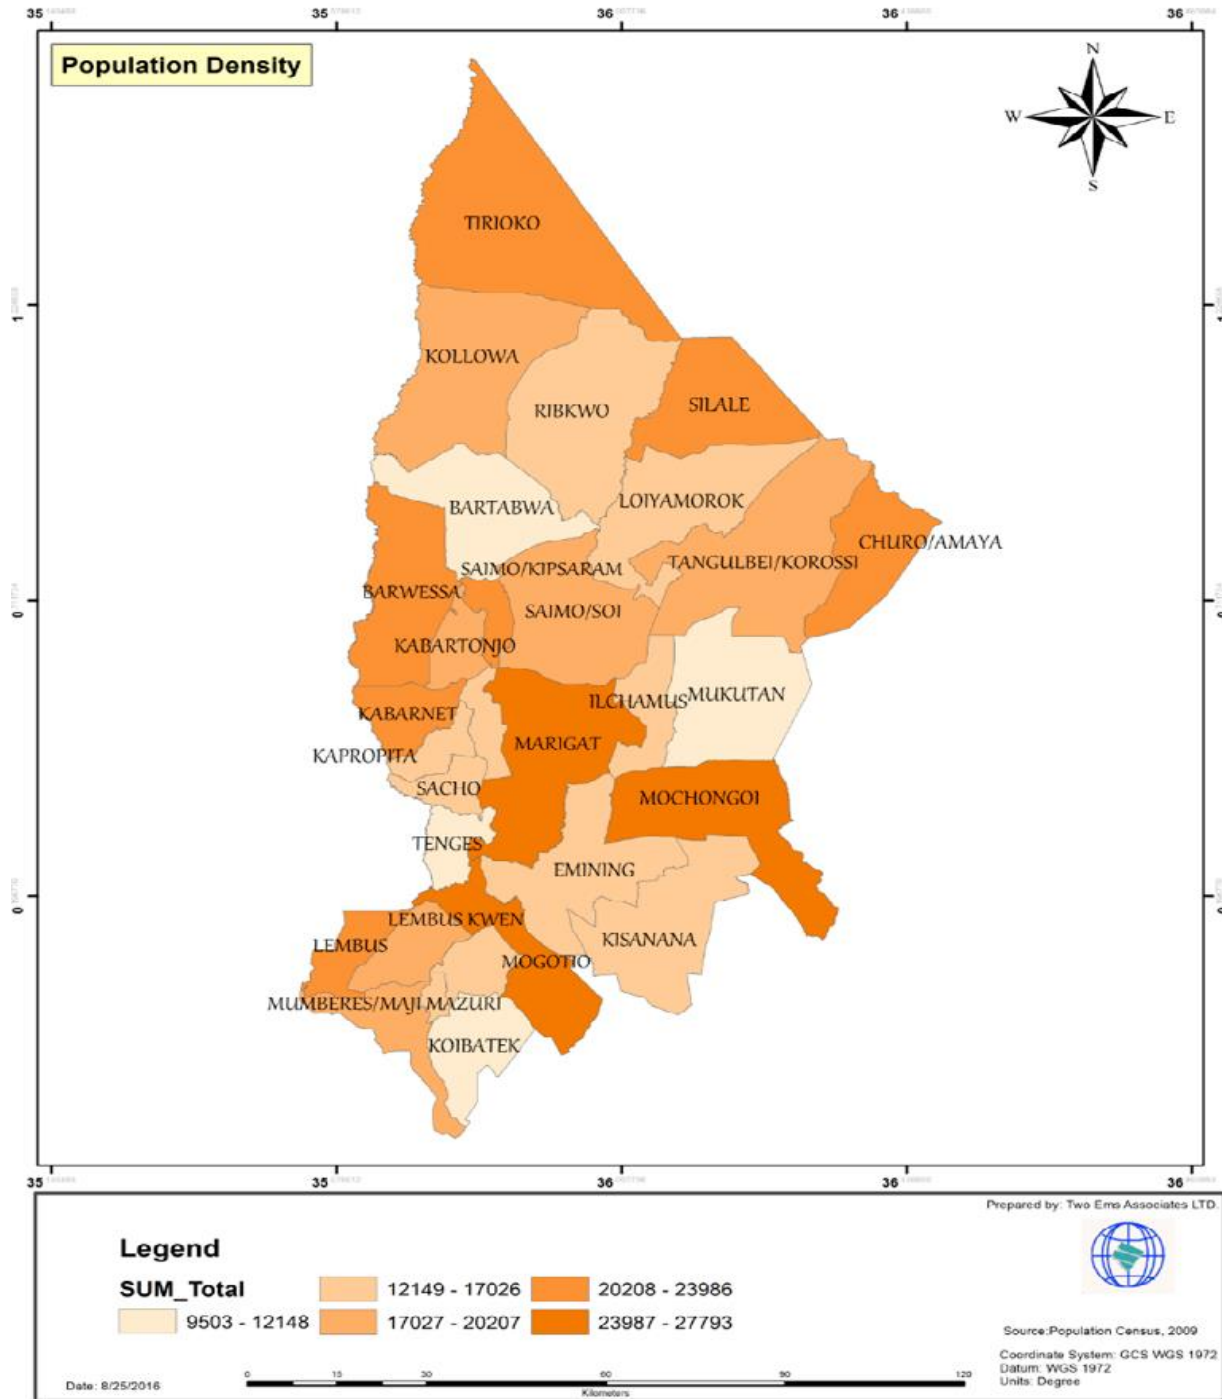 35 35 36 36 36
Population Density
N
W E
S
TIRIOKO
1 1
KOLLOWA
RIBKWO
SILALE
LOIYAMOROK
BARTABWA
CHURO/AMAYA
TANGULBEI/KOROSSI
SAIMO/KIPSARAM
BARWESSA
SAIMO/SOI
0 0
KABARTONJO
MUKUTAN
ILCHAMUS
KABARNET
MARIGAT
KAPROPITA
SACHO
MOCHONGOI
TENGES
EMINING
0 0
LEMBUS KWEN
LEMBUS
KISANANA
MOGOTIO
MUMBERES/MAJI MAZURI
KOIBATEK
35 35 36 36 36
Prepared by: Two Ems Associates LTD.
Legend
SUM_Total
12149 - 17026
20208 - 23986
9503 - 12148
17027 - 20207
23987 - 27793
Source:Population Census, 2009
Coordinate System: GCS WGS 1972
Datum: WGS 1972
Units: Degree
Date: 8/25/2016
0 15 30 60 90 120
Kilometers